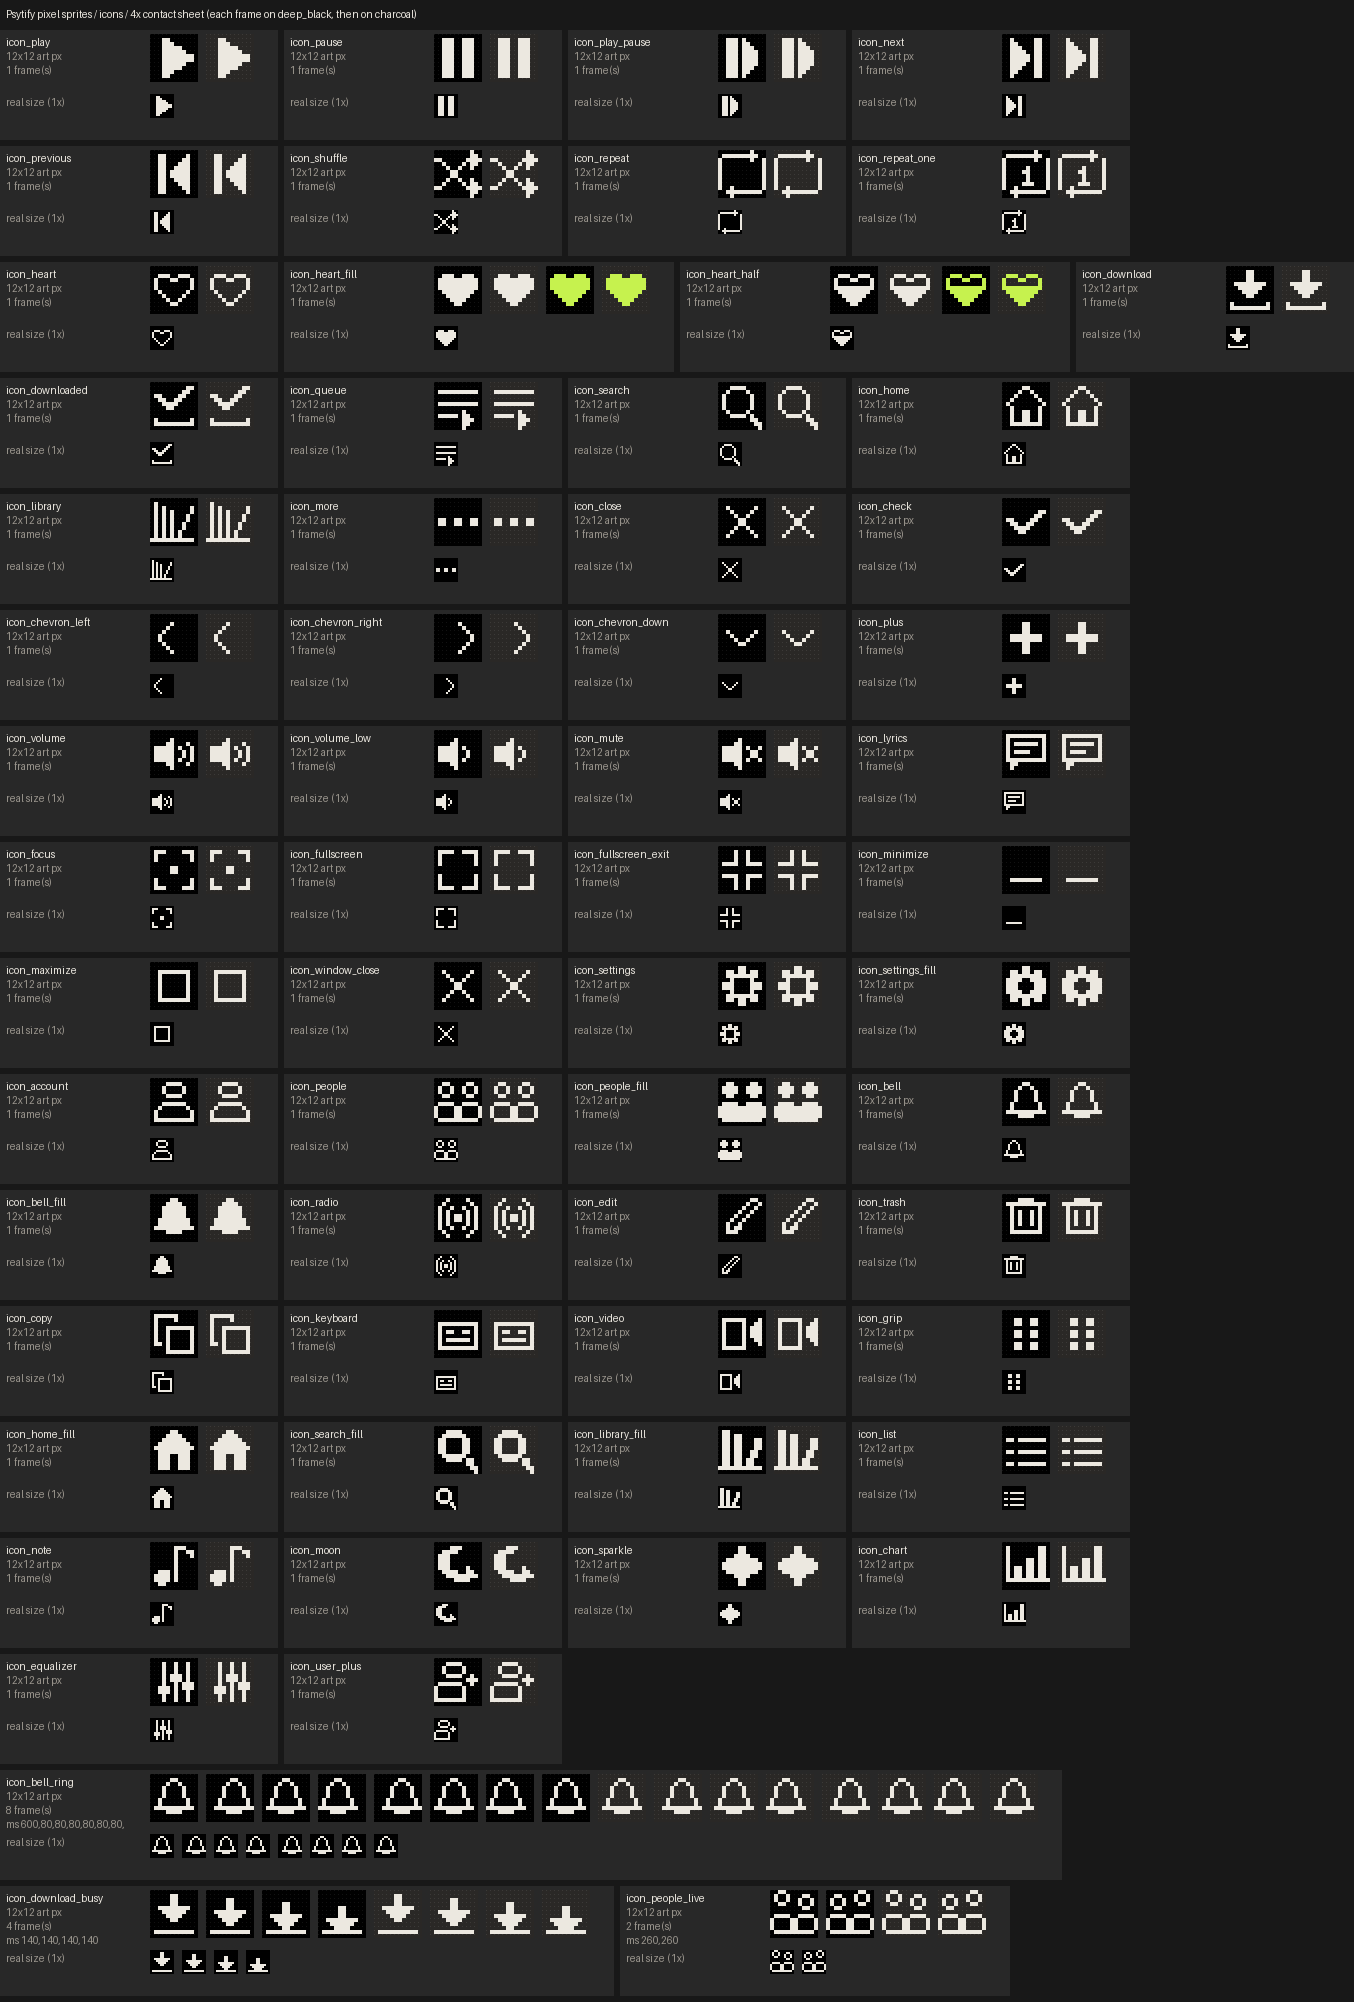 Psytify pixel sprites / icons / 4x contact sheet (each frame on deep_black, then on charcoal)
icon_play
12x12 art px
1 frame(s)
real size (1x)
icon_pause
12x12 art px
1 frame(s)
real size (1x)
icon_play_pause
12x12 art px
1 frame(s)
real size (1x)
icon_next
12x12 art px
1 frame(s)
real size (1x)
icon_previous
12x12 art px
1 frame(s)
real size (1x)
icon_shuffle
12x12 art px
1 frame(s)
real size (1x)
icon_repeat
12x12 art px
1 frame(s)
real size (1x)
icon_repeat_one
12x12 art px
1 frame(s)
real size (1x)
icon_heart
12x12 art px
1 frame(s)
real size (1x)
icon_heart_fill
12x12 art px
1 frame(s)
real size (1x)
icon_heart_half
12x12 art px
1 frame(s)
real size (1x)
icon_download
12x12 art px
1 frame(s)
real size (1x)
icon_downloaded
12x12 art px
1 frame(s)
real size (1x)
icon_queue
12x12 art px
1 frame(s)
real size (1x)
icon_search
12x12 art px
1 frame(s)
real size (1x)
icon_home
12x12 art px
1 frame(s)
real size (1x)
icon_library
12x12 art px
1 frame(s)
real size (1x)
icon_more
12x12 art px
1 frame(s)
real size (1x)
icon_close
12x12 art px
1 frame(s)
real size (1x)
icon_check
12x12 art px
1 frame(s)
real size (1x)
icon_chevron_left
12x12 art px
1 frame(s)
real size (1x)
icon_chevron_right
12x12 art px
1 frame(s)
real size (1x)
icon_chevron_down
12x12 art px
1 frame(s)
real size (1x)
icon_plus
12x12 art px
1 frame(s)
real size (1x)
icon_volume
12x12 art px
1 frame(s)
real size (1x)
icon_volume_low
12x12 art px
1 frame(s)
real size (1x)
icon_mute
12x12 art px
1 frame(s)
real size (1x)
icon_lyrics
12x12 art px
1 frame(s)
real size (1x)
icon_focus
12x12 art px
1 frame(s)
real size (1x)
icon_fullscreen
12x12 art px
1 frame(s)
real size (1x)
icon_fullscreen_exit
12x12 art px
1 frame(s)
real size (1x)
icon_minimize
12x12 art px
1 frame(s)
real size (1x)
icon_maximize
12x12 art px
1 frame(s)
real size (1x)
icon_window_close
12x12 art px
1 frame(s)
real size (1x)
icon_settings
12x12 art px
1 frame(s)
real size (1x)
icon_settings_fill
12x12 art px
1 frame(s)
real size (1x)
icon_account
12x12 art px
1 frame(s)
real size (1x)
icon_people
12x12 art px
1 frame(s)
real size (1x)
icon_people_fill
12x12 art px
1 frame(s)
real size (1x)
icon_bell
12x12 art px
1 frame(s)
real size (1x)
icon_bell_fill
12x12 art px
1 frame(s)
real size (1x)
icon_radio
12x12 art px
1 frame(s)
real size (1x)
icon_edit
12x12 art px
1 frame(s)
real size (1x)
icon_trash
12x12 art px
1 frame(s)
real size (1x)
icon_copy
12x12 art px
1 frame(s)
real size (1x)
icon_keyboard
12x12 art px
1 frame(s)
real size (1x)
icon_video
12x12 art px
1 frame(s)
real size (1x)
icon_grip
12x12 art px
1 frame(s)
real size (1x)
icon_home_fill
12x12 art px
1 frame(s)
real size (1x)
icon_search_fill
12x12 art px
1 frame(s)
real size (1x)
icon_library_fill
12x12 art px
1 frame(s)
real size (1x)
icon_list
12x12 art px
1 frame(s)
real size (1x)
icon_note
12x12 art px
1 frame(s)
real size (1x)
icon_moon
12x12 art px
1 frame(s)
real size (1x)
icon_sparkle
12x12 art px
1 frame(s)
real size (1x)
icon_chart
12x12 art px
1 frame(s)
real size (1x)
icon_equalizer
12x12 art px
1 frame(s)
real size (1x)
icon_user_plus
12x12 art px
1 frame(s)
real size (1x)
icon_bell_ring
12x12 art px
8 frame(s)
ms 600,80,80,80,80,80,80,
real size (1x)
icon_download_busy
12x12 art px
4 frame(s)
ms 140,140,140,140
real size (1x)
icon_people_live
12x12 art px
2 frame(s)
ms 260,260
real size (1x)